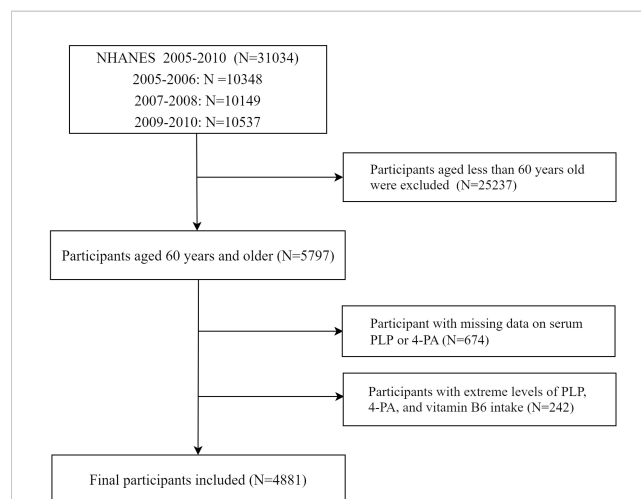 NHANES 2005-2010 (N=31034)
2005-2006: N =10348
2007-2008: N=10149
2009-2010: N=10537
Participants aged less than 60 years old
were excluded (N=25237)
Participants aged 60 years and older (N=5797)
Participant with missing data on serum
PLP or 4-PA (N=674)
Participants with extreme levels of PLP,
4-PA, and vitamin B6 intake (N=242)
Final participants included (N=4881)